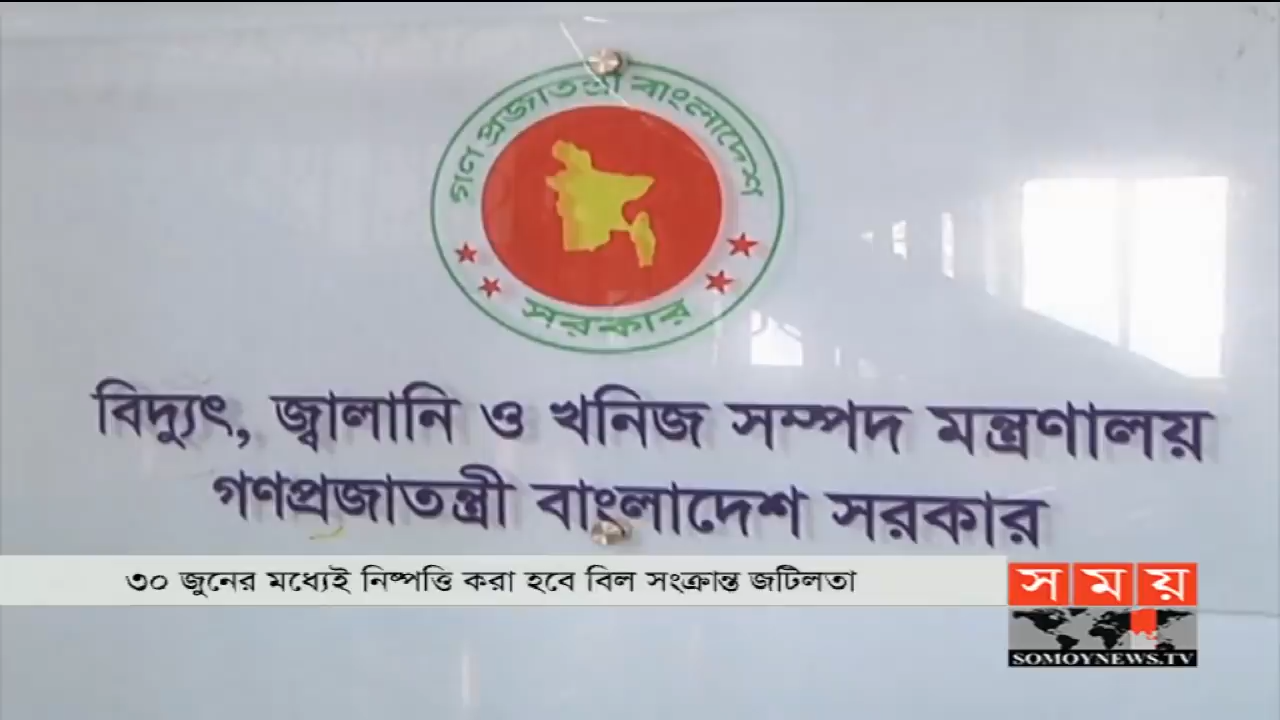 গণ প্রজাতন্ত্রী বাংলাদেশ
সরকার
বিদ্যুৎ, জ্বালানি ও খনিজ সম্পদ মন্ত্রণালয়
গণপ্রজাতন্ত্রী বাংলাদেশ সরকার
৩০ জুনের মধ্যেই নিষ্পত্তি করা হবে বিল সংক্রান্ত জটিলতা
সময়
SOMOYNEWS.TV